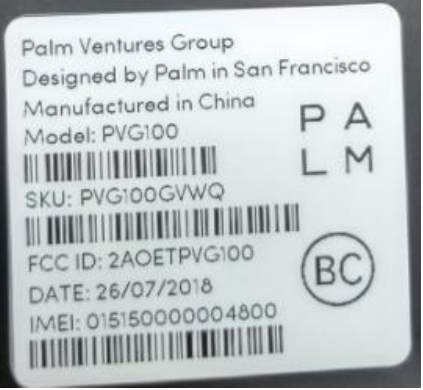 Palm Ventures Group
Designed by Palm in San Francisco
Manufactured in China
Model: PVG100
P A
L M
SKU: PVG100GVWQ
FCC ID: 2AOETPVG100
BC
DATE: 26/07/2018
IMEI: 015150000004800